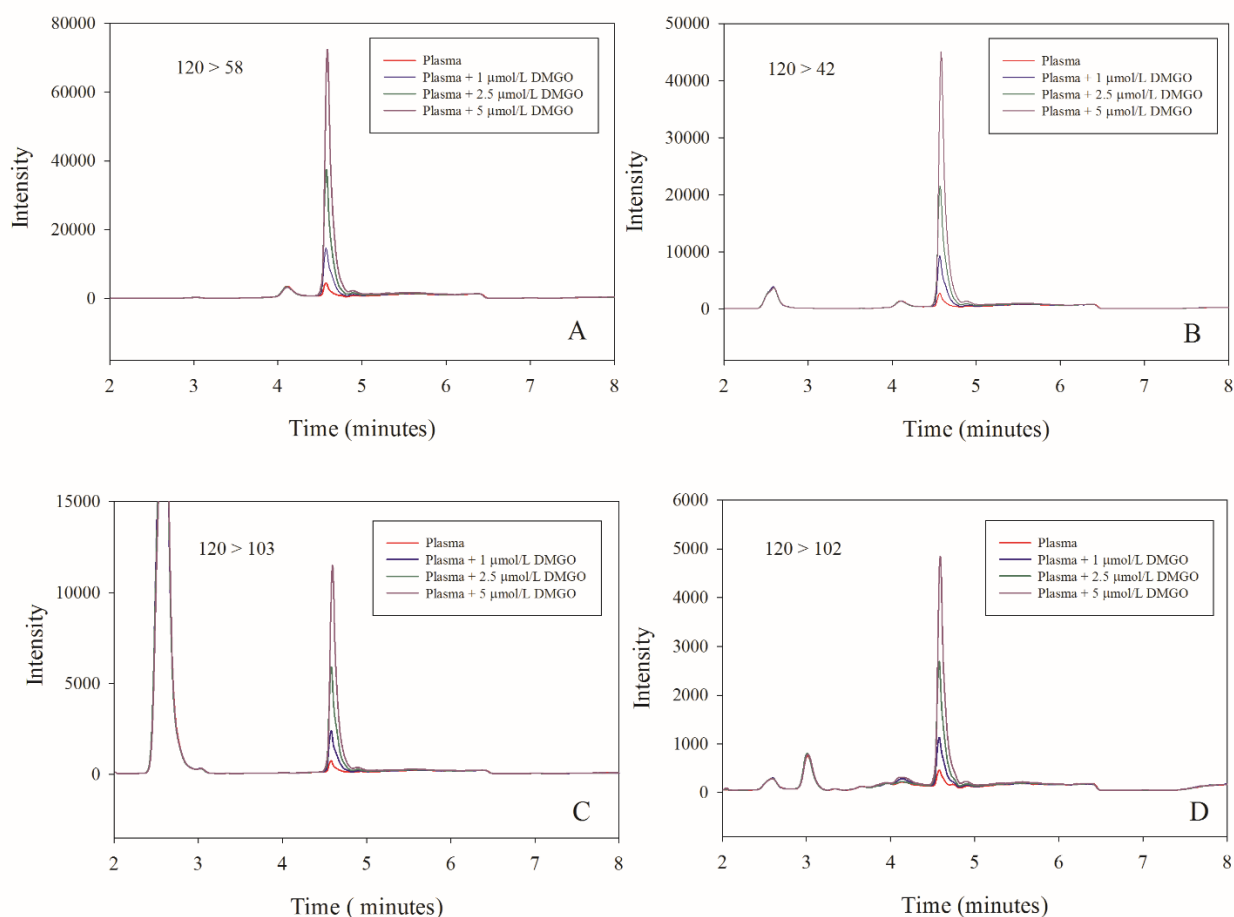 80000
60000
40000
20000
0
Intensity
120 > 58
Plasma
Plasma + 1 µmol/L DMGO
Plasma + 2.5 µmol/L DMGO
Plasma + 5 µmol/L DMGO
A
2 3 4 5 6 7 8
Time (minutes)
50000
40000
30000
20000
10000
0
Intensity
120 > 42
Plasma
Plasma + 1 µmol/L DMGO
Plasma + 2.5 µmol/L DMGO
Plasma + 5 µmol/L DMGO
B
2 3 4 5 6 7 8
Time (minutes)
15000
10000
5000
0
Intensity
120 > 103
Plasma
Plasma + 1 µmol/L DMGO
Plasma + 2.5 µmol/L DMGO
Plasma + 5 µmol/L DMGO
C
2 3 4 5 6 7 8
Time ( minutes)
6000
5000
4000
3000
2000
1000
0
Intensity
120 > 102
Plasma
Plasma + 1 µmol/L DMGO
Plasma + 2.5 µmol/L DMGO
Plasma + 5 µmol/L DMGO
D
2 3 4 5 6 7 8
Time (minutes)